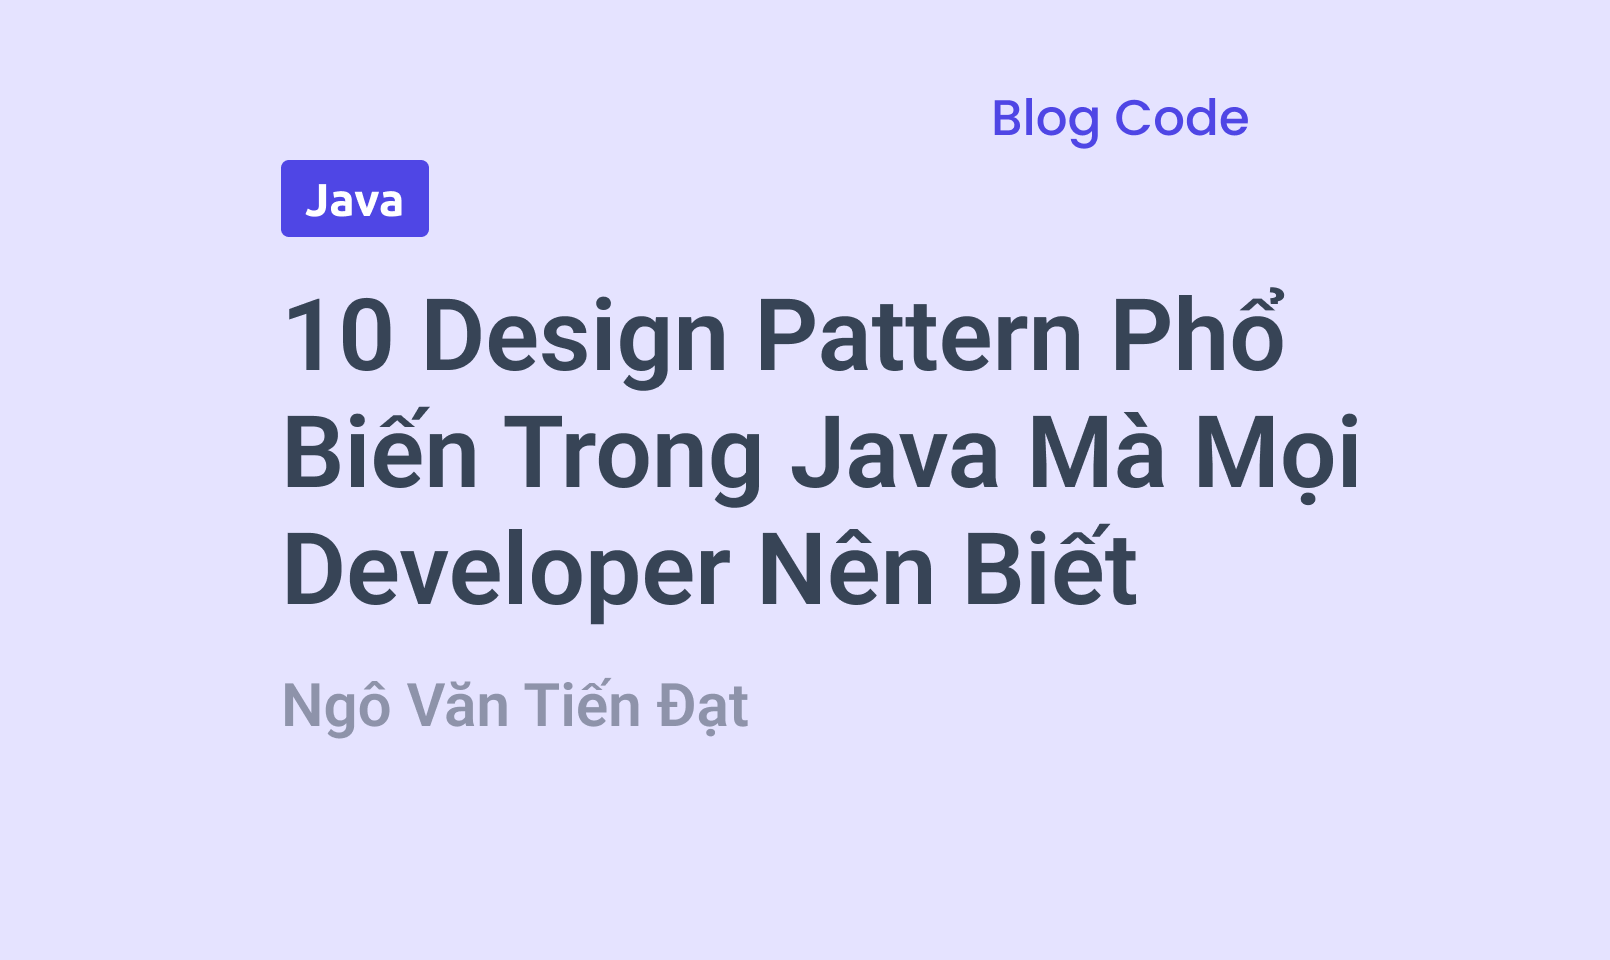 Blog Code
Java
10 Design Pattern Phổ
Biến Trong Java Mà Mọi
Developer Nên Biết
Ngô Văn Tiến Đạt